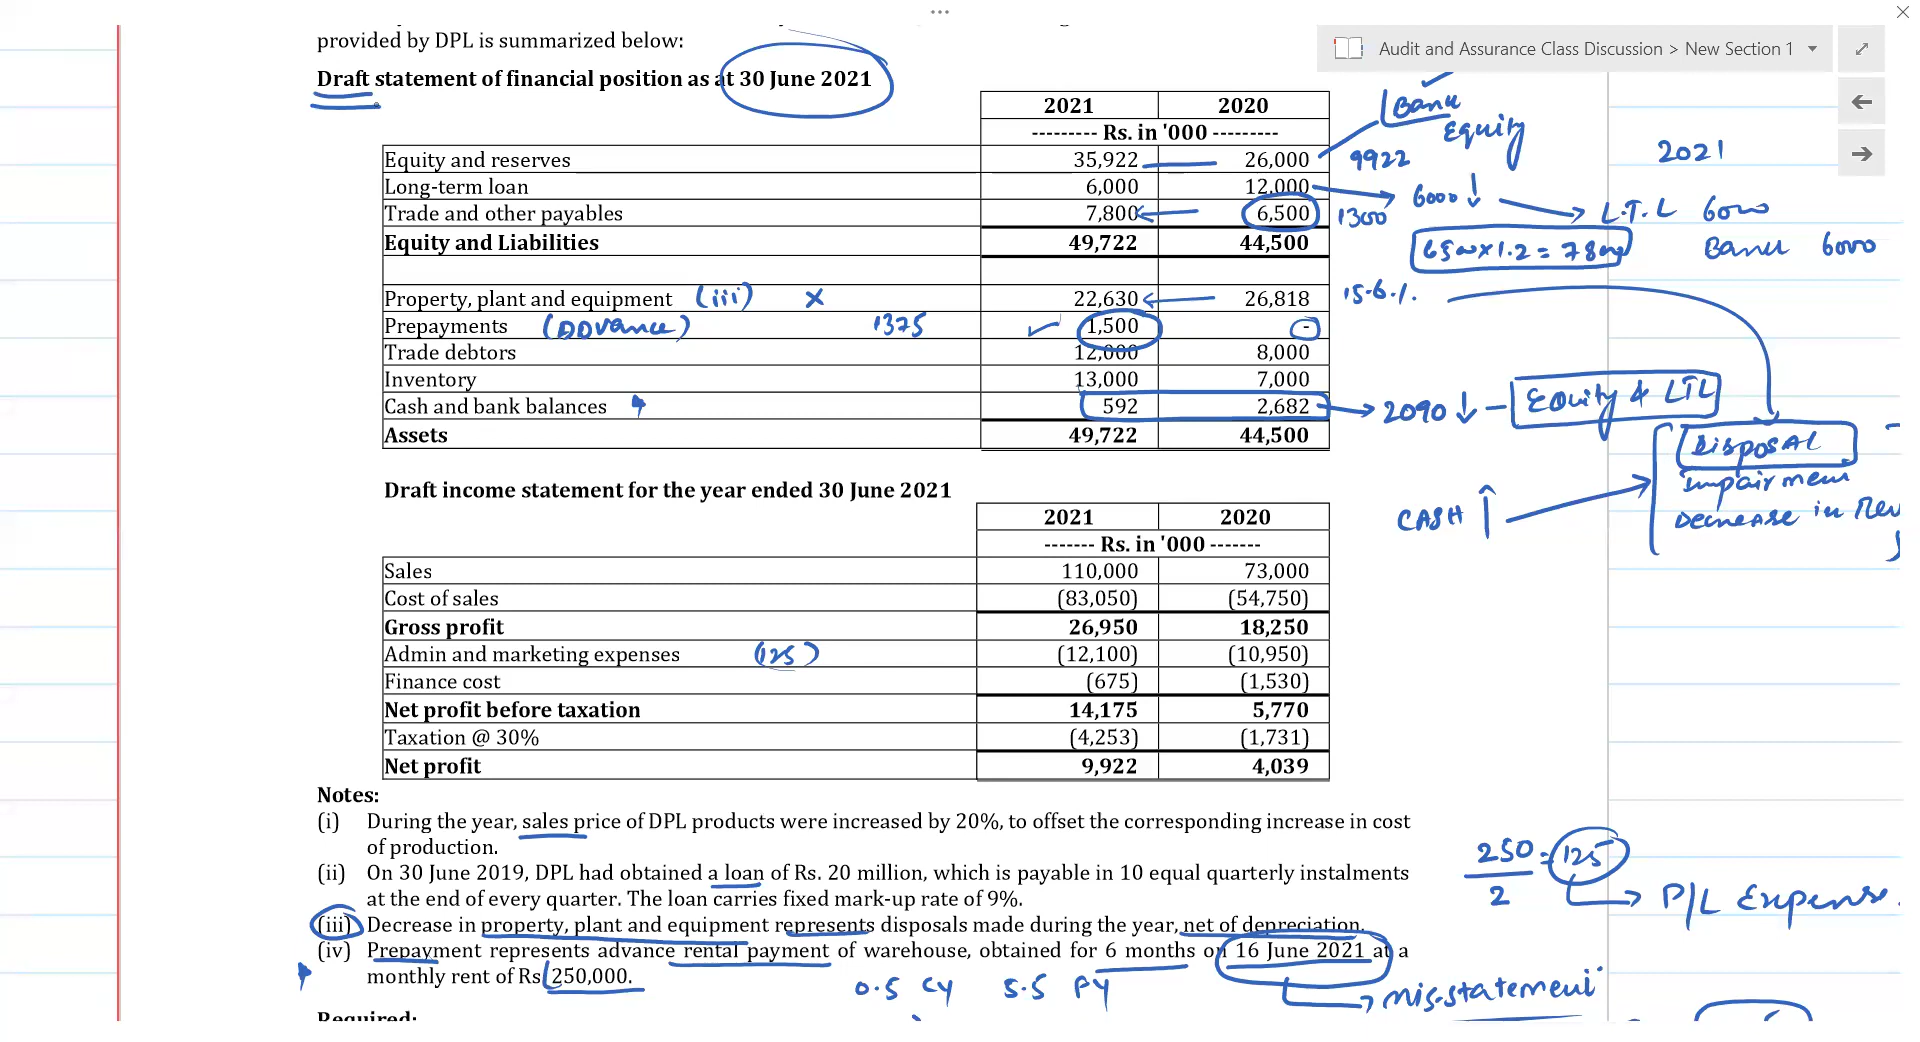 provided by DPL is summarized below:
Audit and Assurance Class Discussion > New Section 1
Draft statement of financial position as at 30 June 2021
2021 2020
--------- Rs. in '000 ---------
Bank
Equity
2021
Equity and reserves 35,922 26,000 9922
Long-term loan 6,000 12,000 6000 ↓ L.T.L 6000
Trade and other payables 7,800 6,500 1300
Equity and Liabilities 49,722 44,500 6500x1.2 = 7800 Bank 6000
Property, plant and equipment (iii) x 22,630 26,818 15.6%
Prepayments (Advance) 1375 ✓ 1,500 -
Trade debtors 12,000 8,000
Inventory 13,000 7,000
Cash and bank balances 592 2,682 → 2090 ↓ - Equity & LTL
Assets 49,722 44,500
Disposal
Impairment
Decrease in Rev
CASH ↑
Draft income statement for the year ended 30 June 2021
2021 2020
------- Rs. in '000 -------
Sales 110,000 73,000
Cost of sales (83,050) (54,750)
Gross profit 26,950 18,250
Admin and marketing expenses (125) (12,100) (10,950)
Finance cost (675) (1,530)
Net profit before taxation 14,175 5,770
Taxation @ 30% (4,253) (1,731)
Net profit 9,922 4,039
Notes:
(i) During the year, sales price of DPL products were increased by 20%, to offset the corresponding increase in cost
of production.
(ii) On 30 June 2019, DPL had obtained a loan of Rs. 20 million, which is payable in 10 equal quarterly instalments
at the end of every quarter. The loan carries fixed mark-up rate of 9%.
250
2
= 125
→ P/L Expense.
(iii) Decrease in property, plant and equipment represents disposals made during the year, net of depreciation.
(iv) Prepayment represents advance rental payment of warehouse, obtained for 6 months on 16 June 2021 at a
monthly rent of Rs. 250,000.
0.5 CY 5.5 PY
→ Mis-statement
Required: